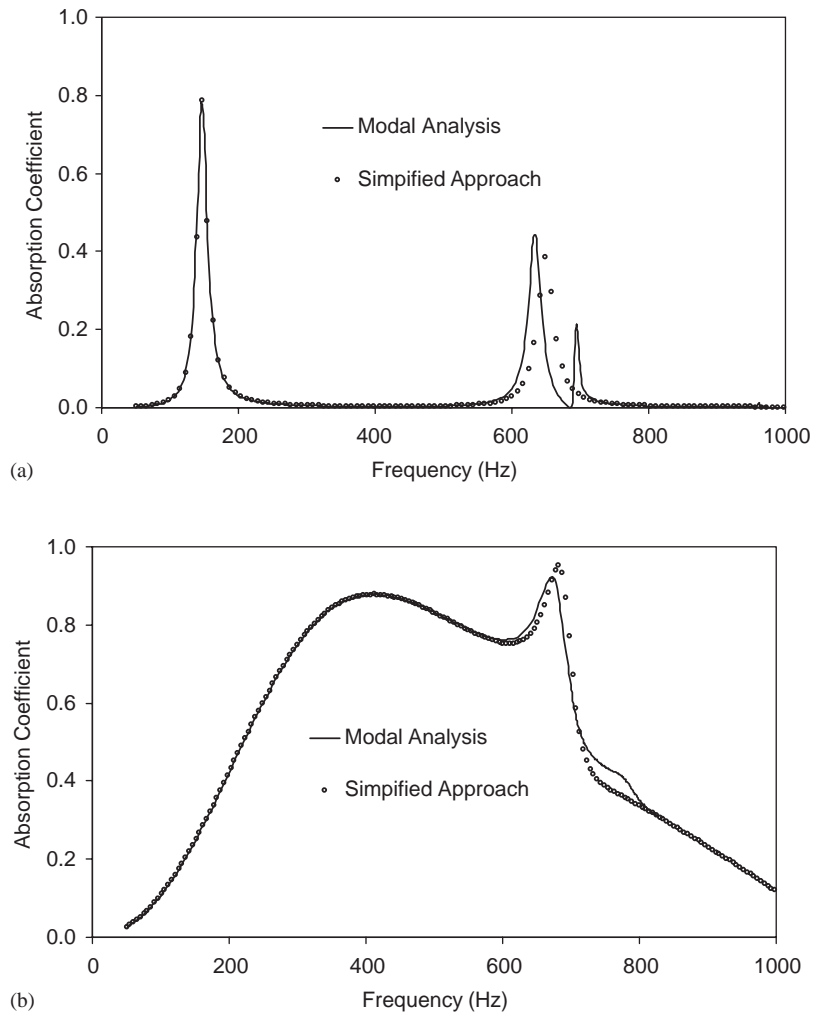 1.0
0.8
0.6
0.4
0.2
0.0
Absorption Coefficient
Modal Analysis
Simpified Approach
0 200 400 600 800 1000
Frequency (Hz)
(a)
1.0
0.8
0.6
0.4
0.2
0.0
Absorption Coefficient
Modal Analysis
Simpified Approach
0 200 400 600 800 1000
Frequency (Hz)
(b)